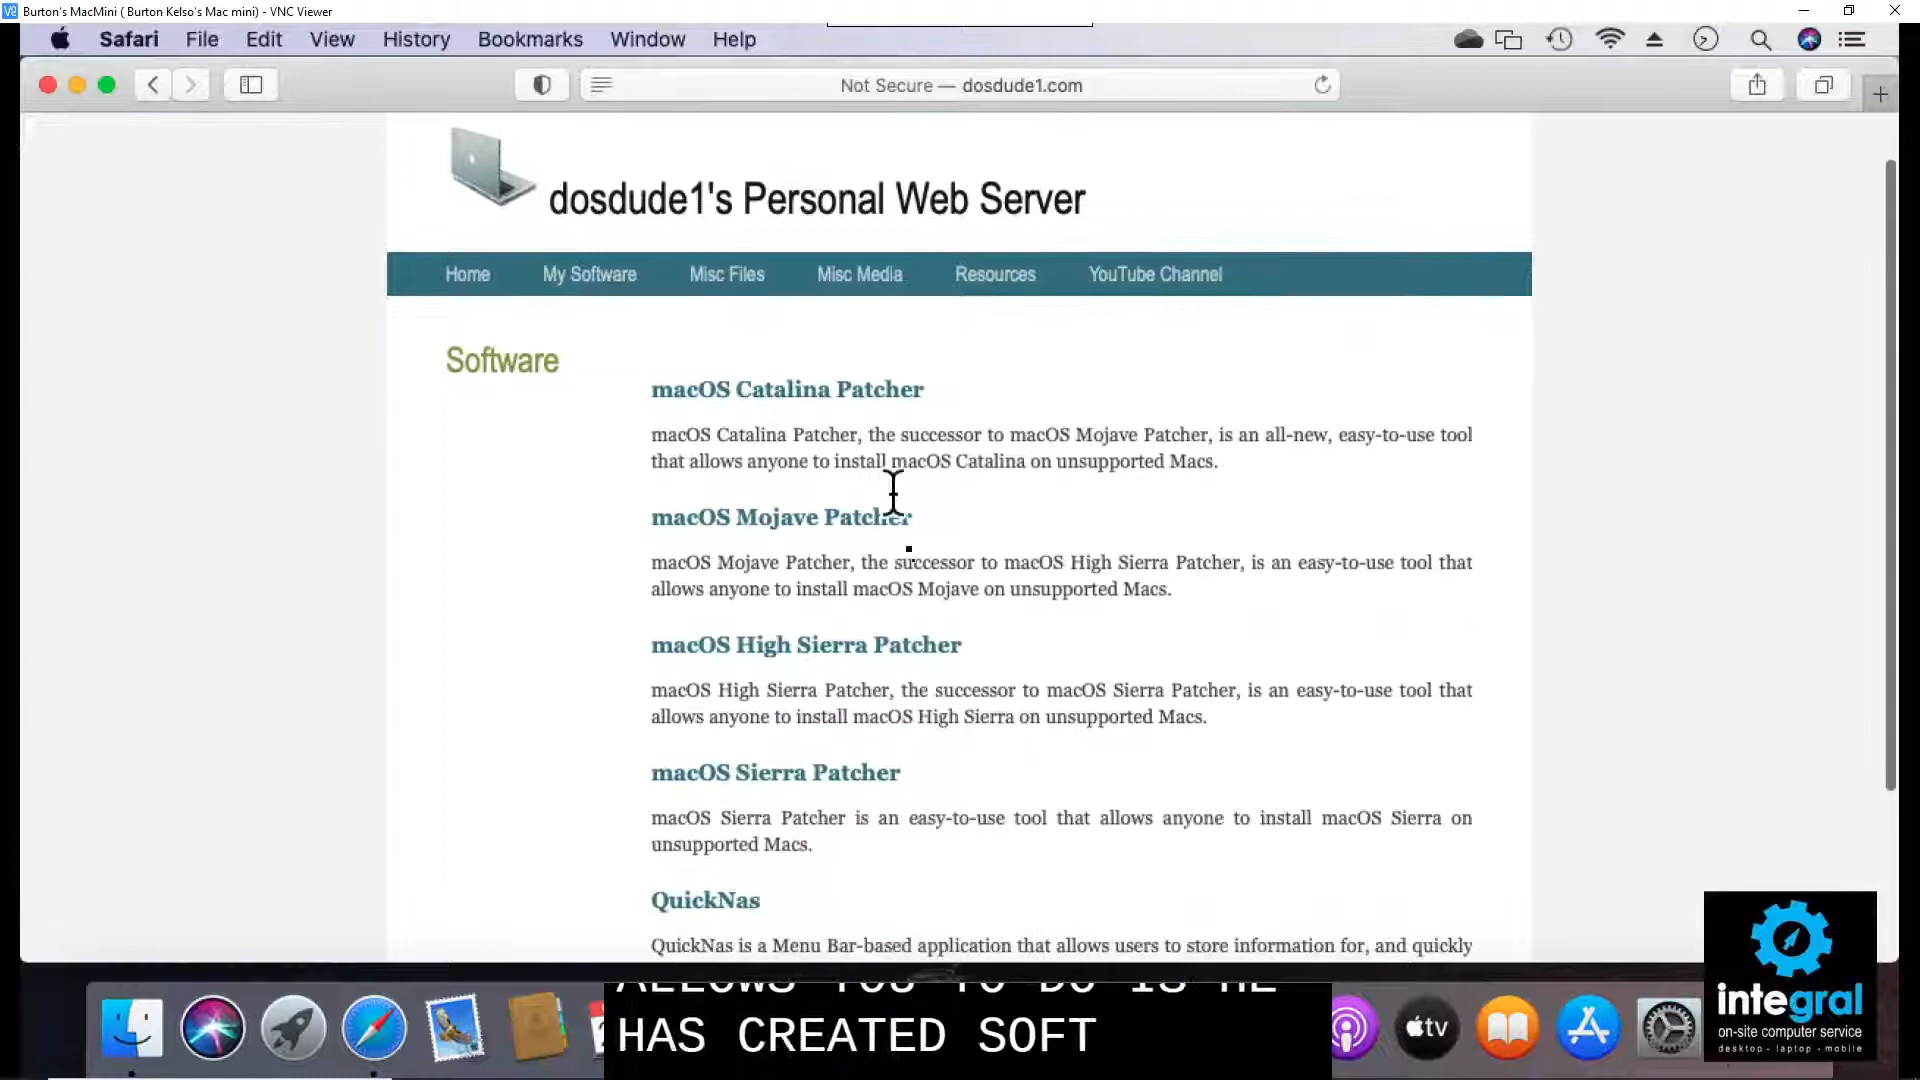 Burton's MacMini ( Burton Kelso's Mac mini) - VNC Viewer
Safari File Edit View History Bookmarks Window Help
Not Secure — dosdude1.com
dosdude1's Personal Web Server
Home My Software Misc Files Misc Media Resources YouTube Channel
Software
macOS Catalina Patcher
macOS Catalina Patcher, the successor to macOS Mojave Patcher, is an all-new, easy-to-use tool
that allows anyone to install macOS Catalina on unsupported Macs.
macOS Mojave Patcher
macOS Mojave Patcher, the successor to macOS High Sierra Patcher, is an easy-to-use tool that
allows anyone to install macOS Mojave on unsupported Macs.
macOS High Sierra Patcher
macOS High Sierra Patcher, the successor to macOS Sierra Patcher, is an easy-to-use tool that
allows anyone to install macOS High Sierra on unsupported Macs.
macOS Sierra Patcher
macOS Sierra Patcher is an easy-to-use tool that allows anyone to install macOS Sierra on
unsupported Macs.
QuickNas
QuickNas is a Menu Bar-based application that allows users to store information for, and quickly
ALLOWS YOU TO DO IS HE
HAS CREATED SOFT
tv
integral
on-site computer service
desktop - laptop - mobile